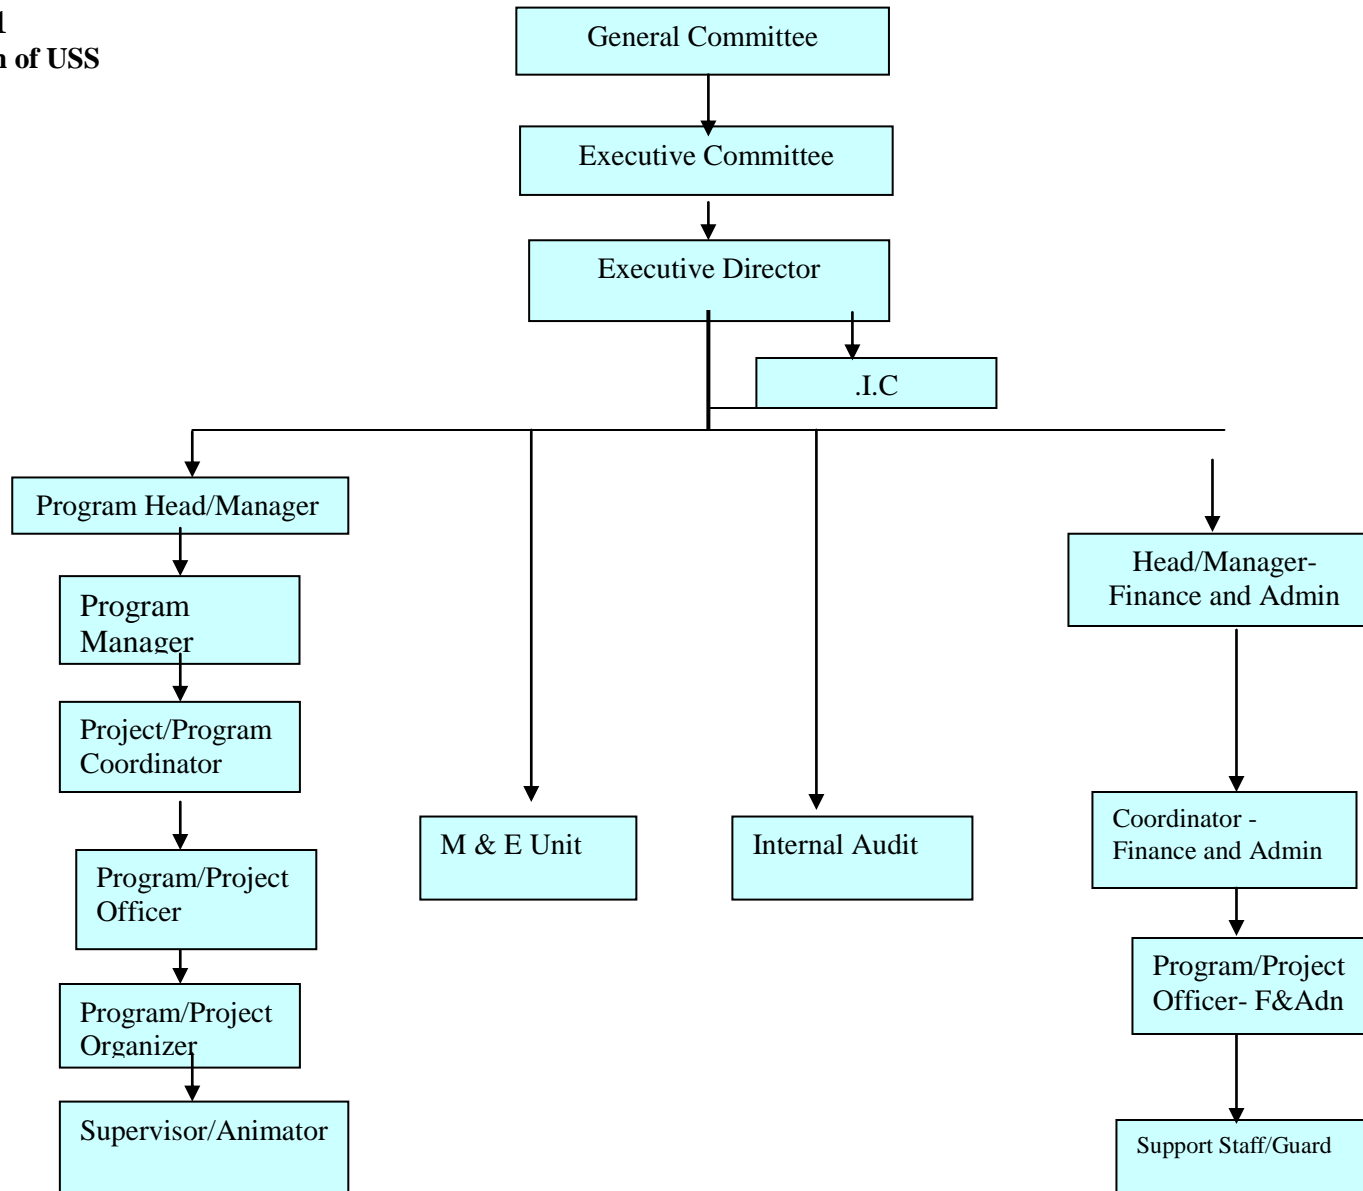 1
n of USS
General Committee
Executive Committee
Executive Director
.I.C
Program Head/Manager
Program
Manager
Project/Program
Coordinator
Program/Project
Officer
Program/Project
Organizer
Supervisor/Animator
M & E Unit
Internal Audit
Head/Manager-
Finance and Admin
Coordinator -
Finance and Admin
Program/Project
Officer- F&Adn
Support Staff/Guard